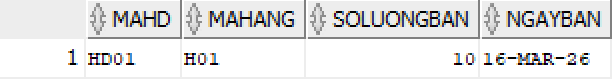 MAHD MAHANG SOLUONGBAN NGAYBAN
1 HD01 H01 10 16-MAR-26